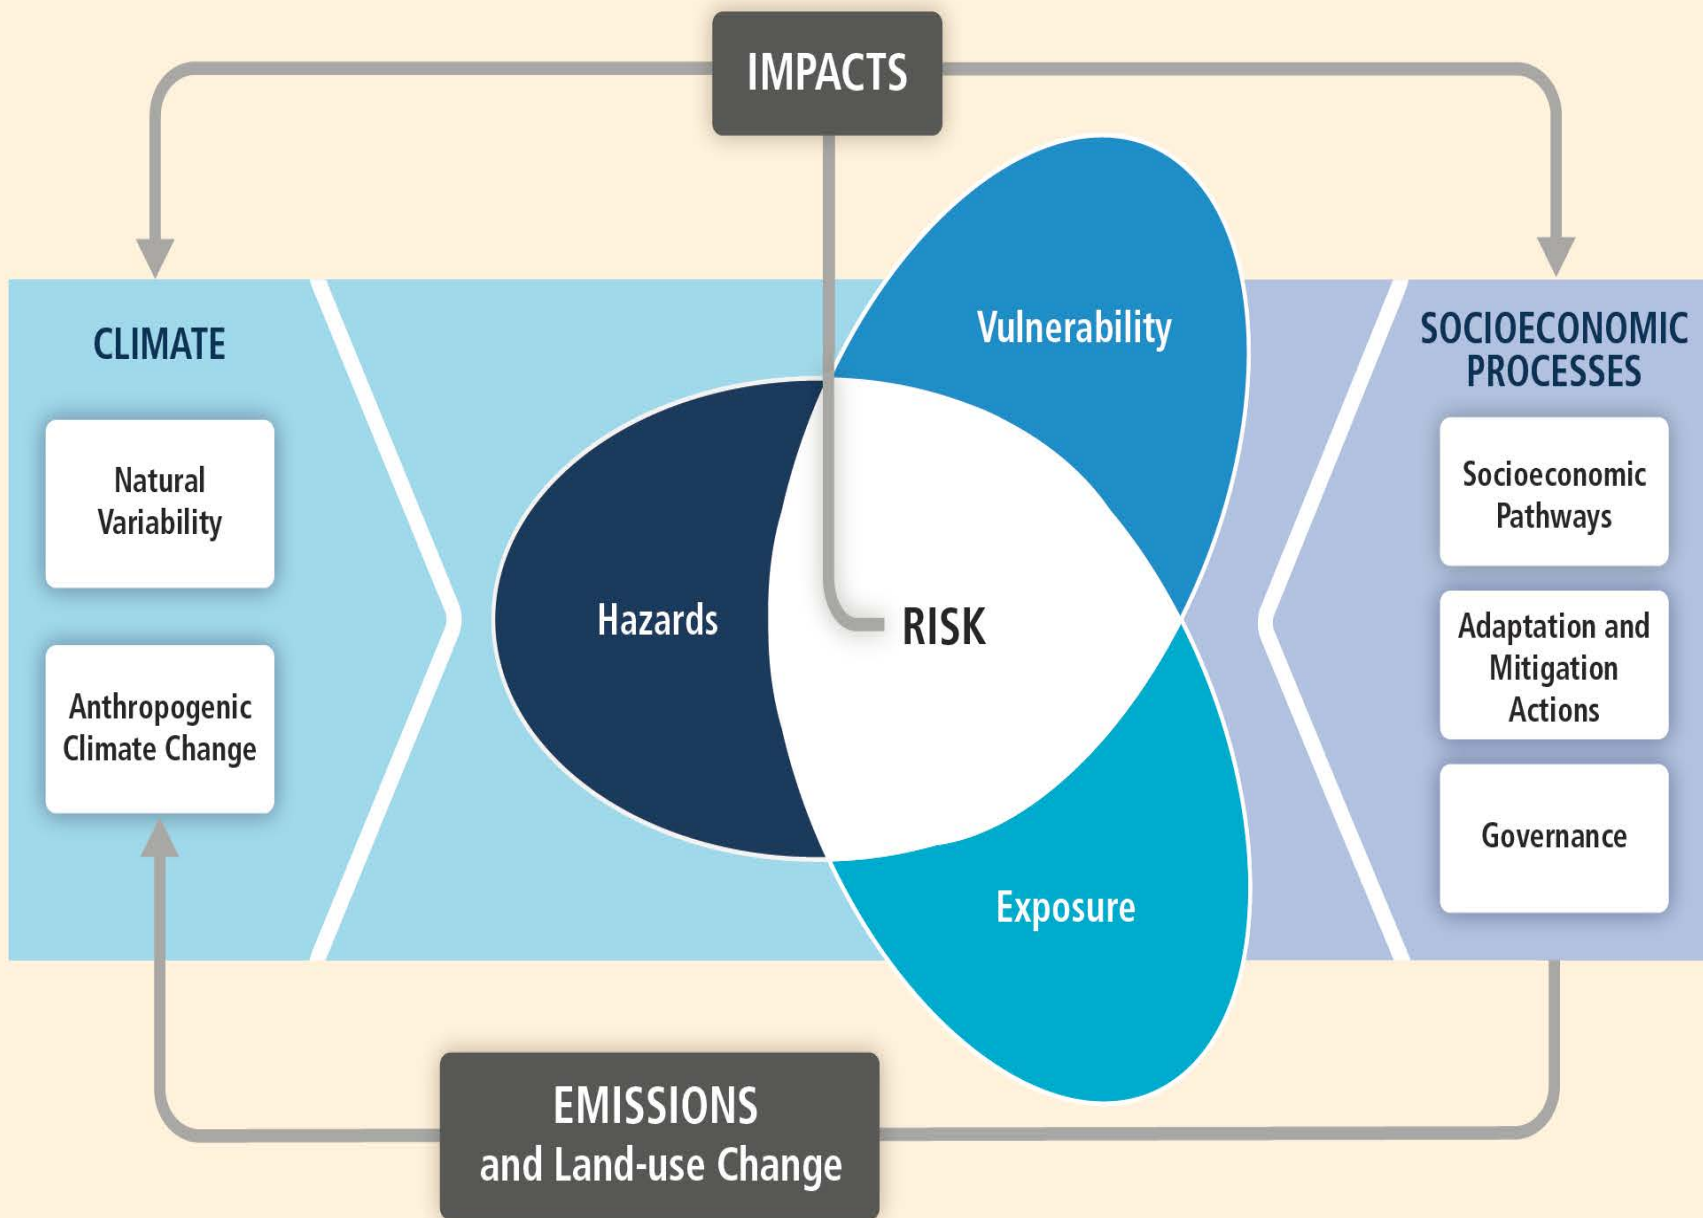 IMPACTS
CLIMATE
Natural
Variability
Anthropogenic
Climate Change
Vulnerability
Hazards
RISK
Exposure
SOCIOECONOMIC
PROCESSES
Socioeconomic
Pathways
Adaptation and
Mitigation
Actions
Governance
EMISSIONS
and Land-use Change